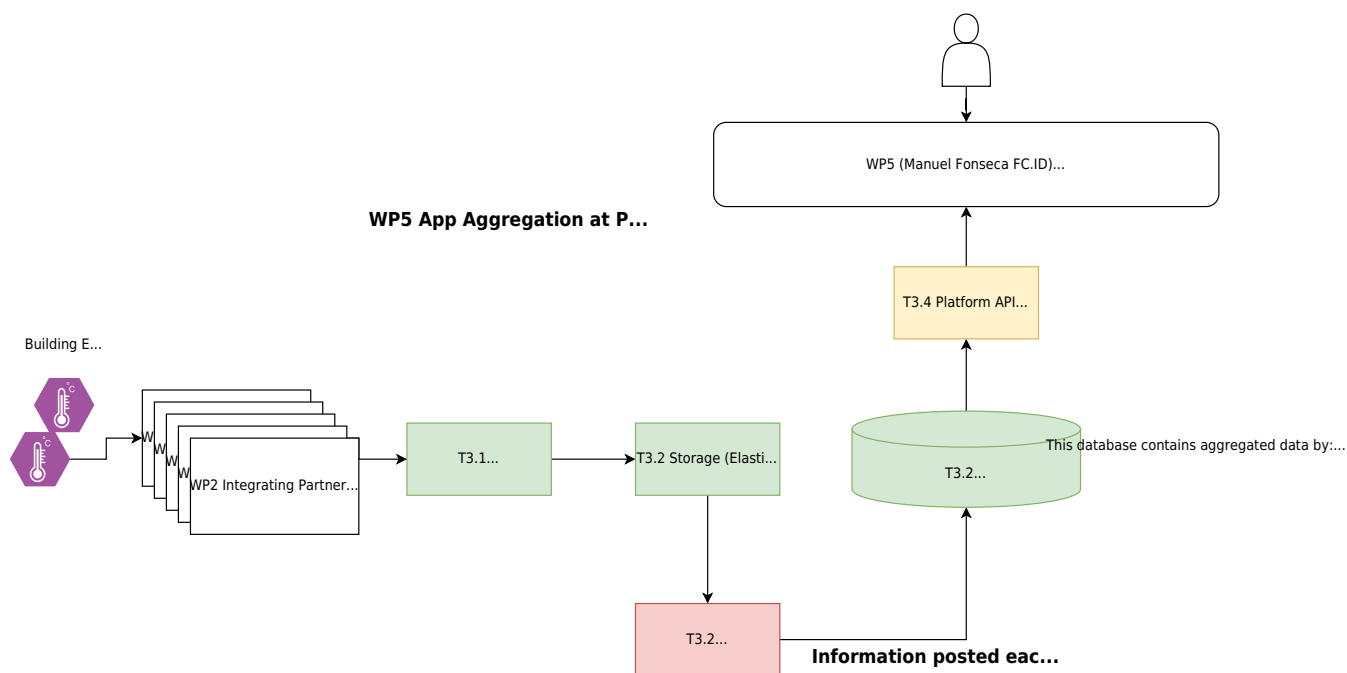 WP5 (Manuel Fonseca FC.ID)...
WP5 App Aggregation at P...
T3.4 Platform API...
Building E...
°C
°C
W
W
W
W
WP2 Integrating Partner...
T3.1...
T3.2 Storage (Elasti...
This database contains aggregated data by:...
T3.2...
T3.2...
Information posted eac...